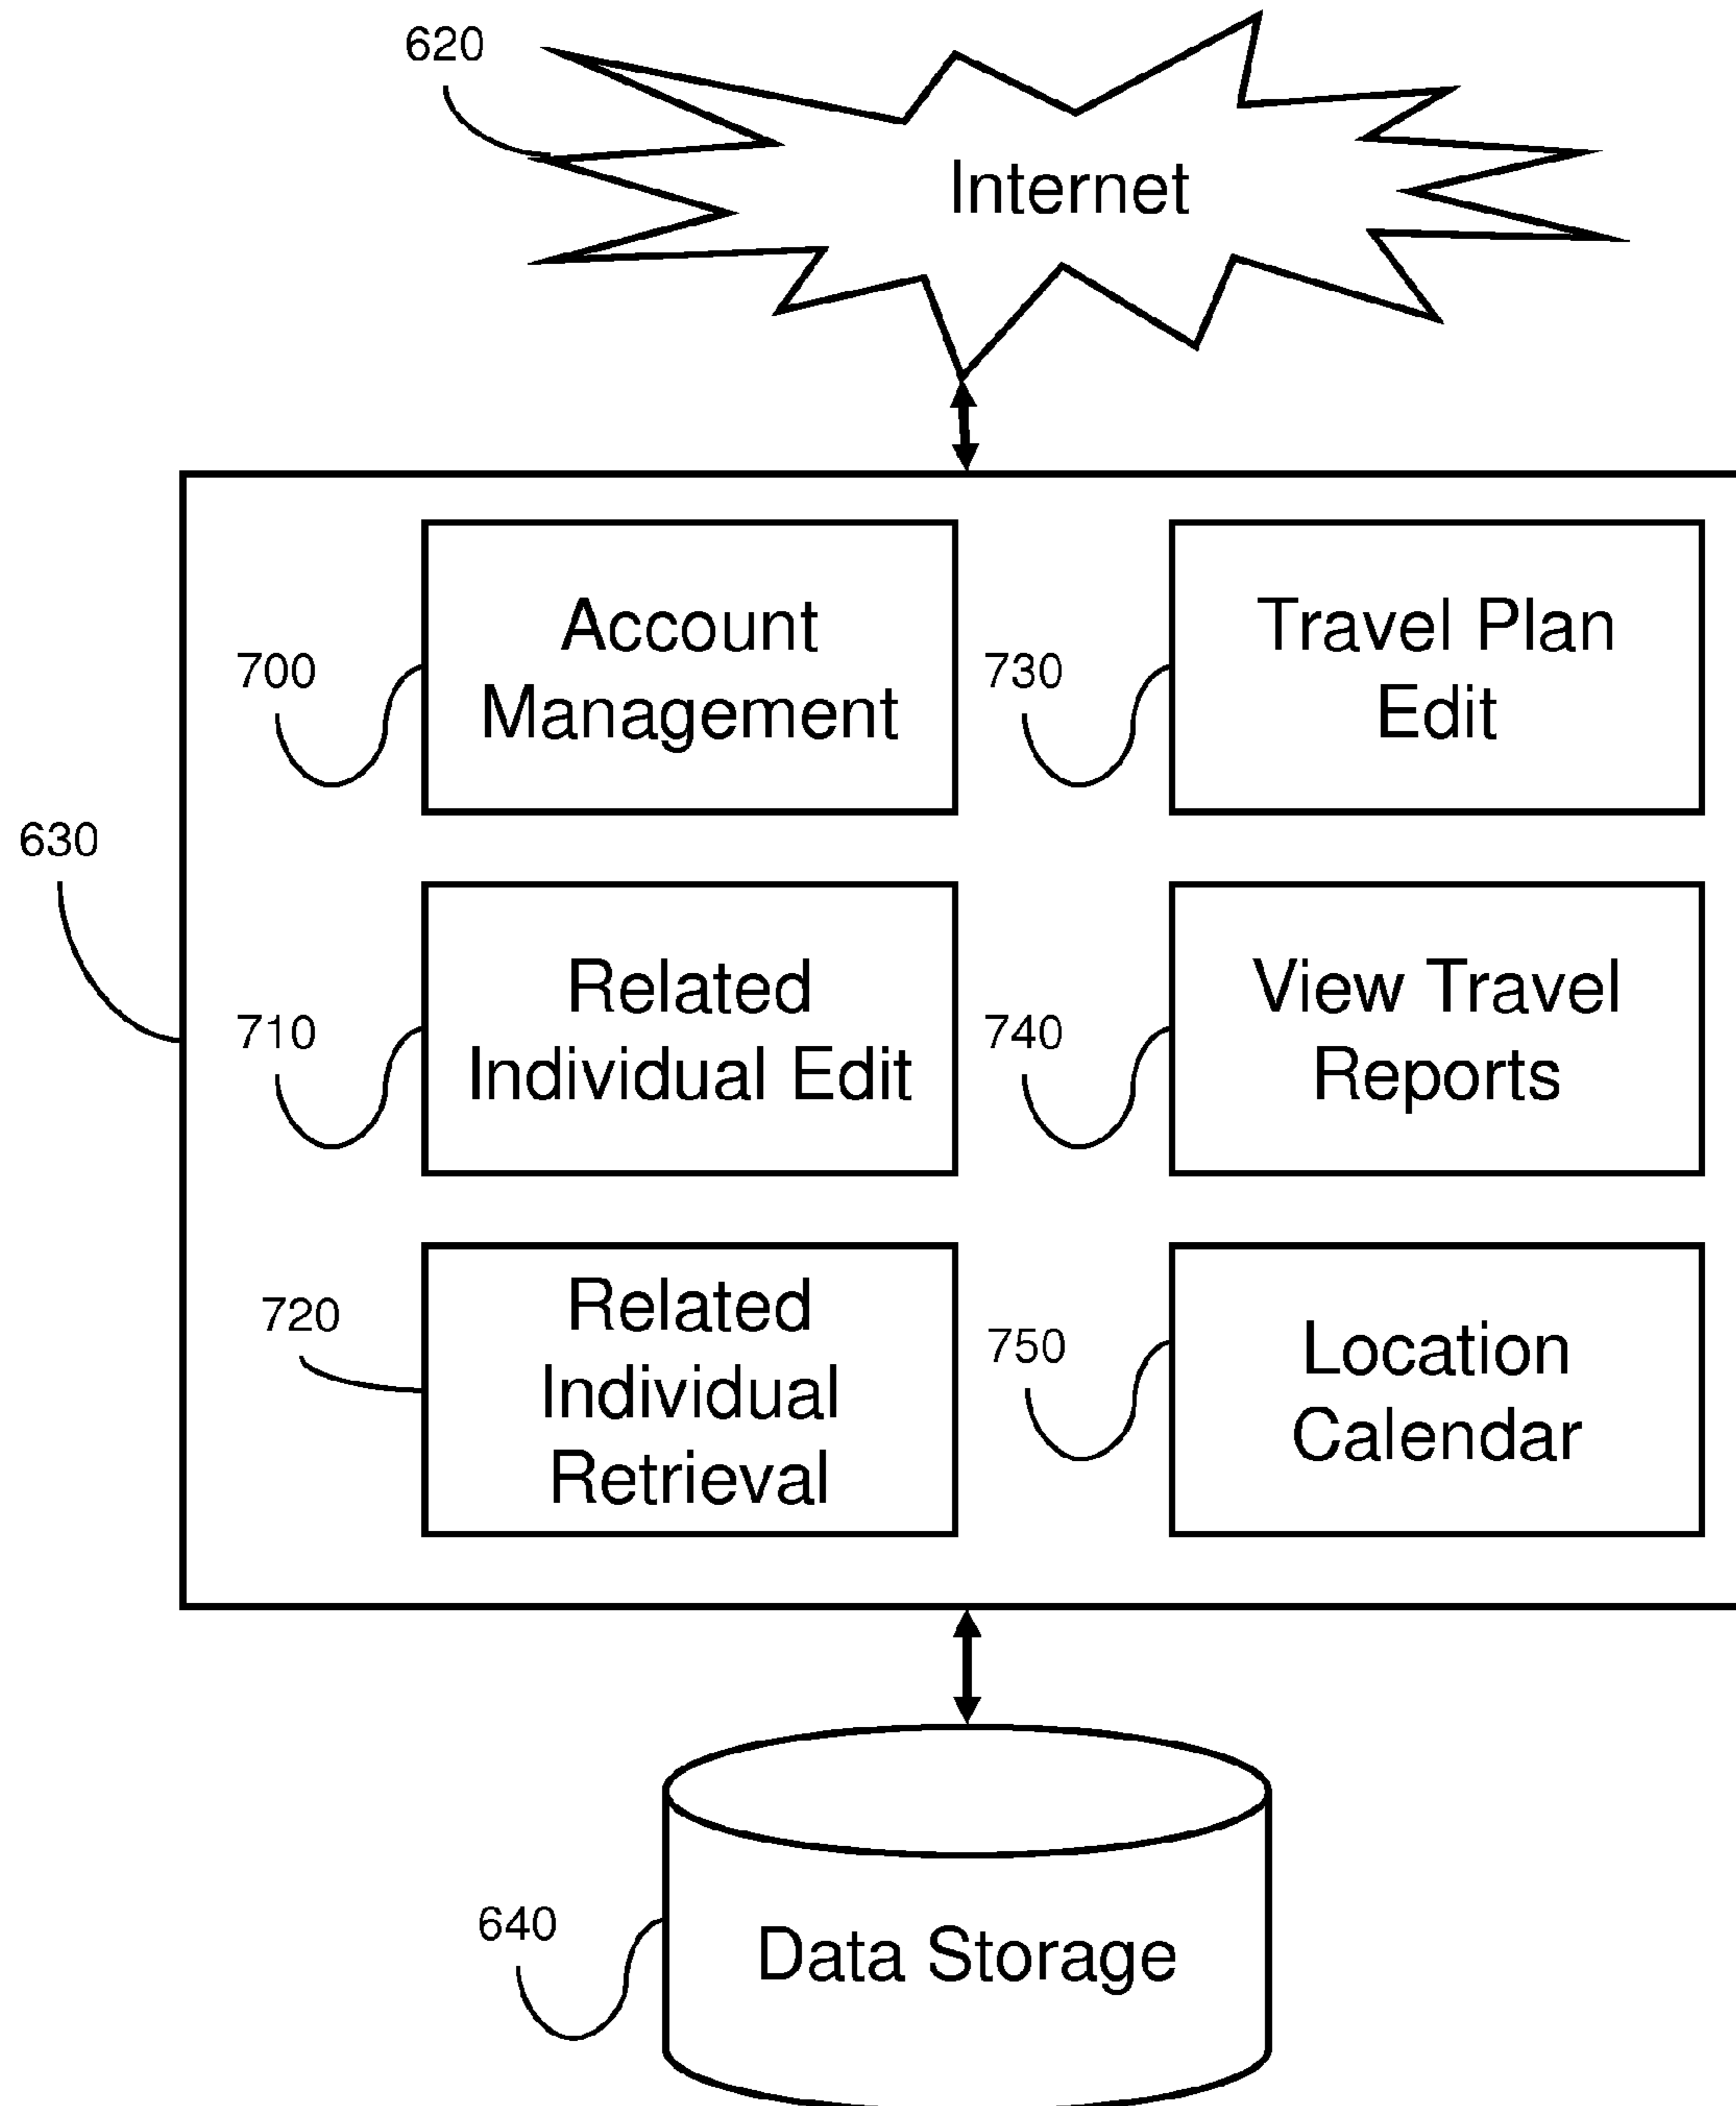 620
Internet
700
Account
Management
730
Travel Plan
Edit
630
710
Related
Individual Edit
740
View Travel
Reports
720
Related
Individual
Retrieval
750
Location
Calendar
640
Data Storage